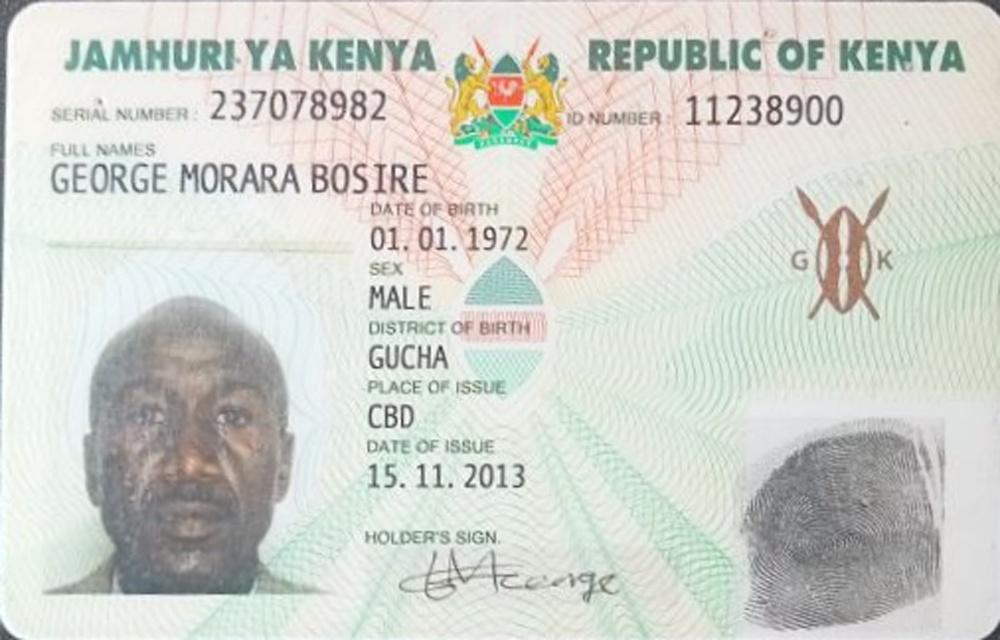 JAMHURI YA KENYA REPUBLIC OF KENYA
SERIAL NUMBER : 237078982 ID NUMBER : 11238900
FULL NAMES
GEORGE MORARA BOSIRE
DATE OF BIRTH
01. 01. 1972
SEX
MALE
G K
DISTRICT OF BIRTH
GUCHA
PLACE OF ISSUE
CBD
DATE OF ISSUE
15. 11. 2013
HOLDER'S SIGN.